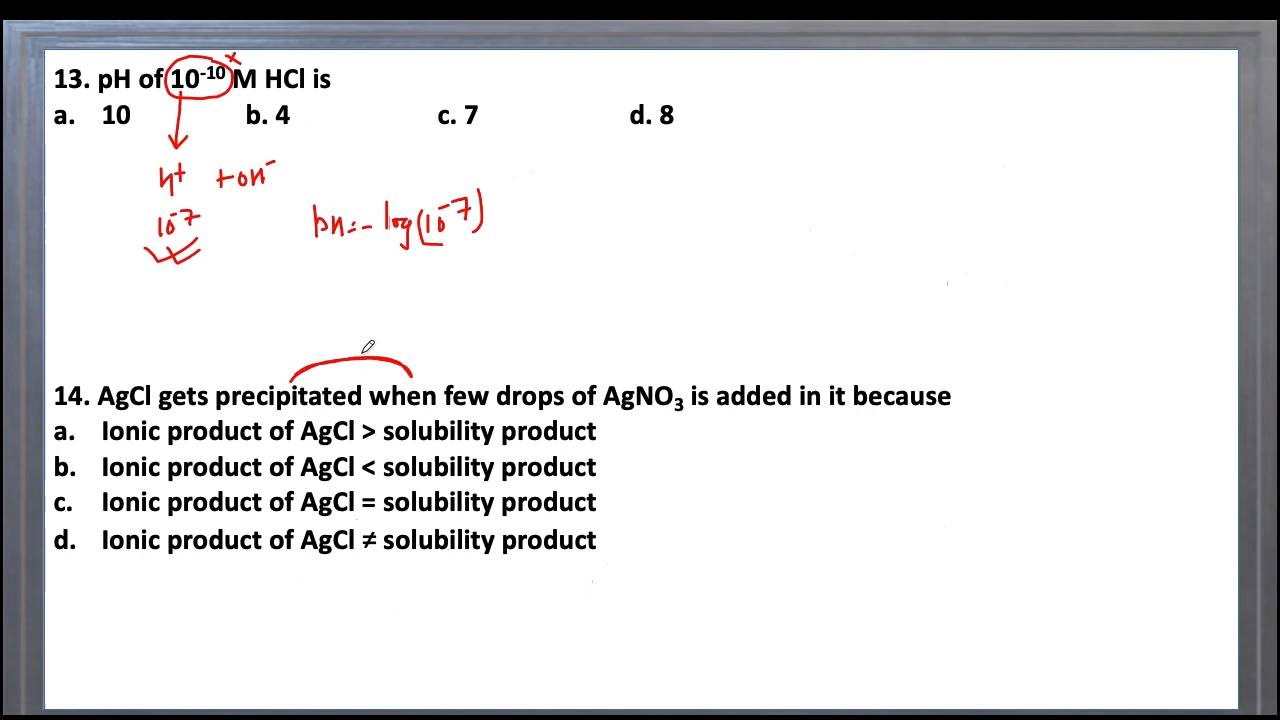 13. pH of 10⁻¹⁰ M HCl is
a. 10 b. 4 c. 7 d. 8
H⁺ + OH⁻
10⁻⁷ pH = - log(10⁻⁷)
14. AgCl gets precipitated when few drops of AgNO₃ is added in it because
a. Ionic product of AgCl > solubility product
b. Ionic product of AgCl < solubility product
c. Ionic product of AgCl = solubility product
d. Ionic product of AgCl ≠ solubility product